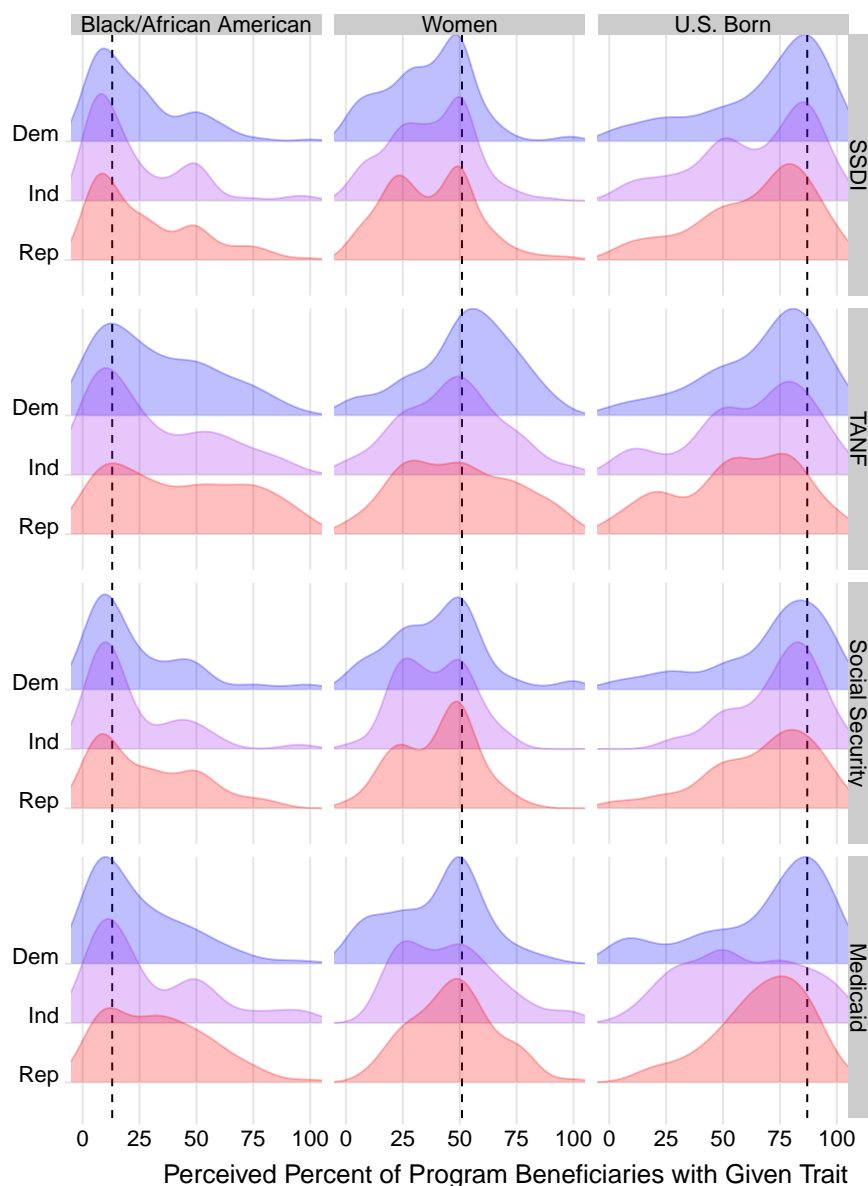 Black/African American Women U.S. Born
Dem
Ind
Rep
SSDI
Dem
Ind
Rep
TANF
Dem
Ind
Rep
Social Security
Dem
Ind
Rep
Medicaid
0 25 50 75 100 0 25 50 75 100 0 25 50 75 100
Perceived Percent of Program Beneficiaries with Given Trait